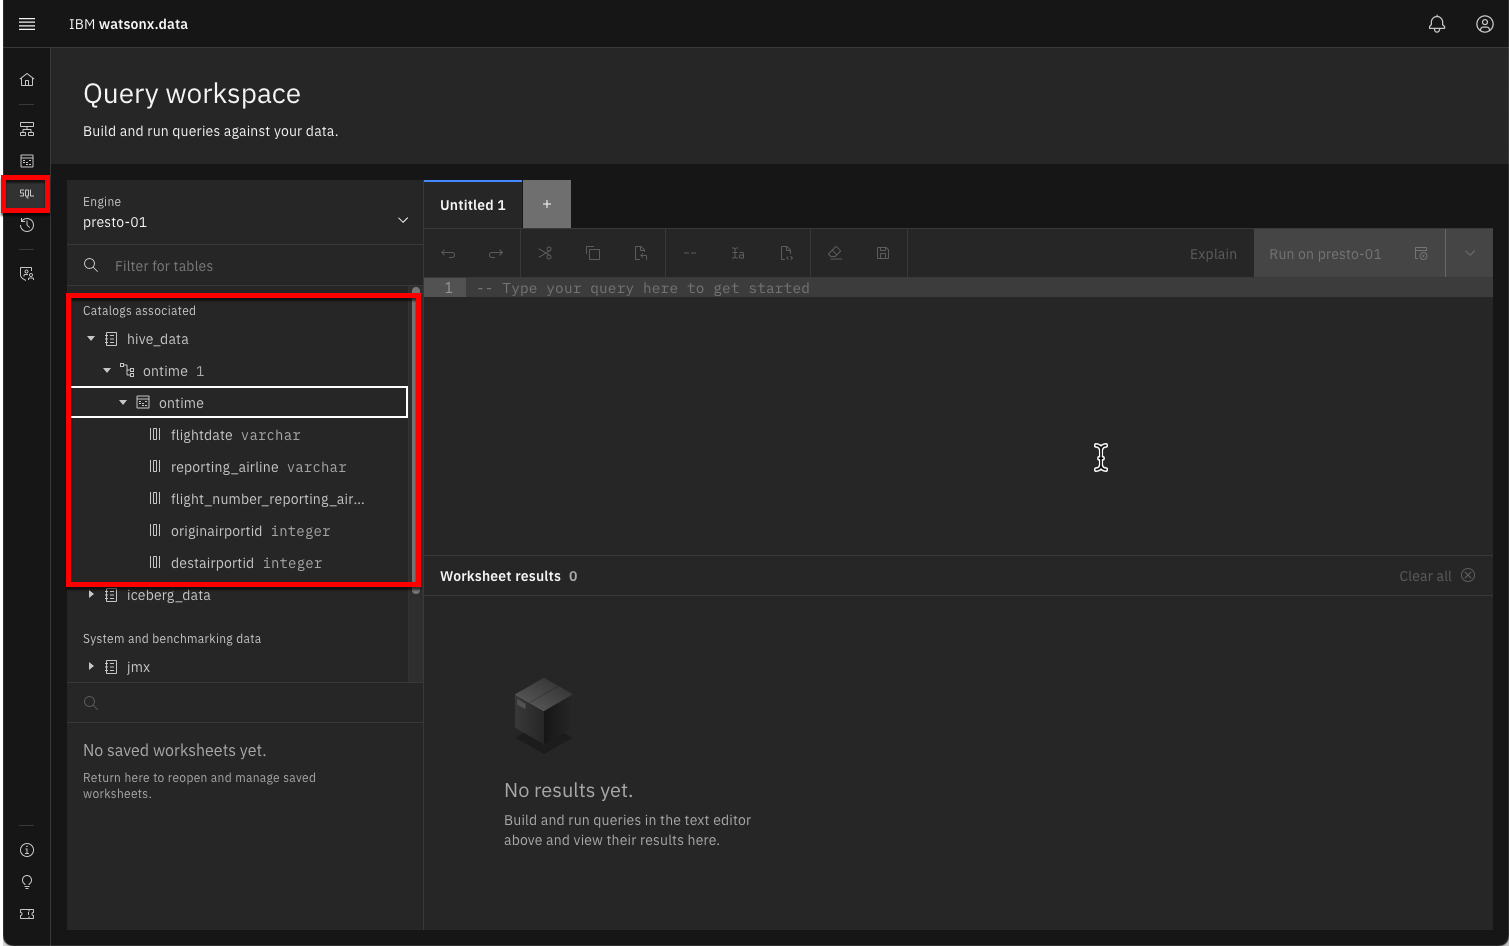 IBM watsonx.data
Query workspace
Build and run queries against your data.
SQL
Engine
presto-01
Filter for tables
Catalogs associated
hive_data
ontime 1
ontime
flightdate varchar
reporting_airline varchar
flight_number_reporting_air...
originairportid integer
destairportid integer
iceberg_data
System and benchmarking data
jmx
No saved worksheets yet.
Return here to reopen and manage saved
worksheets.
Untitled 1
+
Explain
Run on presto-01
1 -- Type your query here to get started
Worksheet results 0
Clear all
No results yet.
Build and run queries in the text editor
above and view their results here.